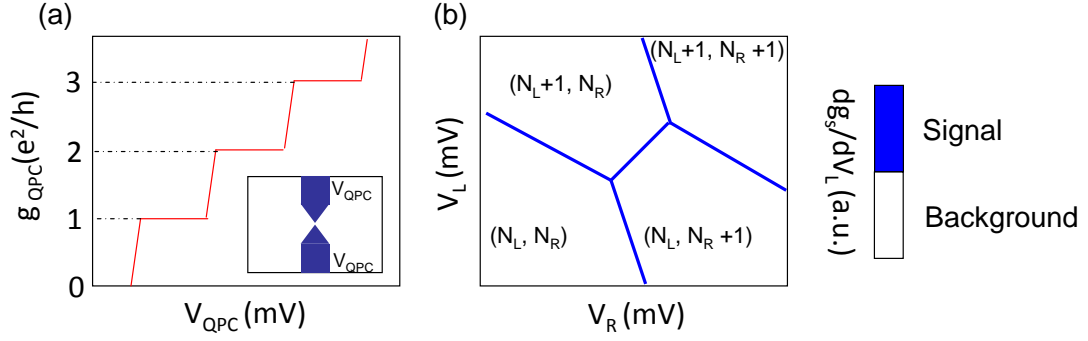 (a)
g_QPC(e²/h)
3
2
1
0
V_QPC
V_QPC
V_QPC (mV)
(b)
V_L (mV)
(N_L+1, N_R +1)
(N_L+1, N_R)
(N_L, N_R)
(N_L, N_R +1)
V_R (mV)
dg_s/dV_L (a.u.)
Signal
Background